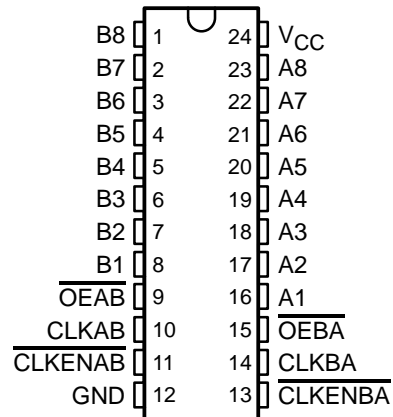 B8 1 24 VCC
B7 2 23 A8
B6 3 22 A7
B5 4 21 A6
B4 5 20 A5
B3 6 19 A4
B2 7 18 A3
B1 8 17 A2
OEAB 9 16 A1
CLKAB 10 15 OEBA
CLKENAB 11 14 CLKBA
GND 12 13 CLKENBA